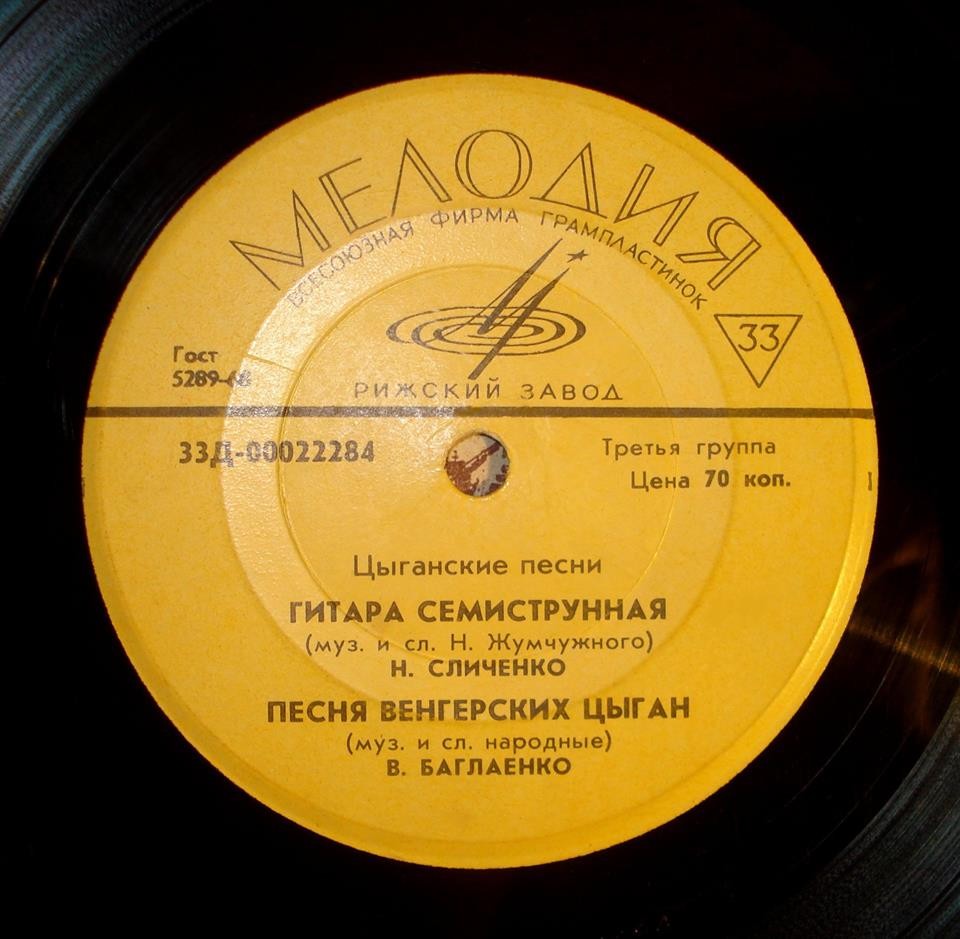 МЕЛОДИЯ
ВСЕСОЮЗНАЯ ФИРМА ГРАМПЛАСТИНОК
33
Гост
5289-68
РИЖСКИЙ ЗАВОД
33Д-00022284
Третья группа
Цена 70 коп.
Цыганские песни
ГИТАРА СЕМИСТРУННАЯ
(муз. и сл. Н. Жумчужного)
Н. СЛИЧЕНКО
ПЕСНЯ ВЕНГЕРСКИХ ЦЫГАН
(муз. и сл. народные)
В. БАГЛАЕНКО